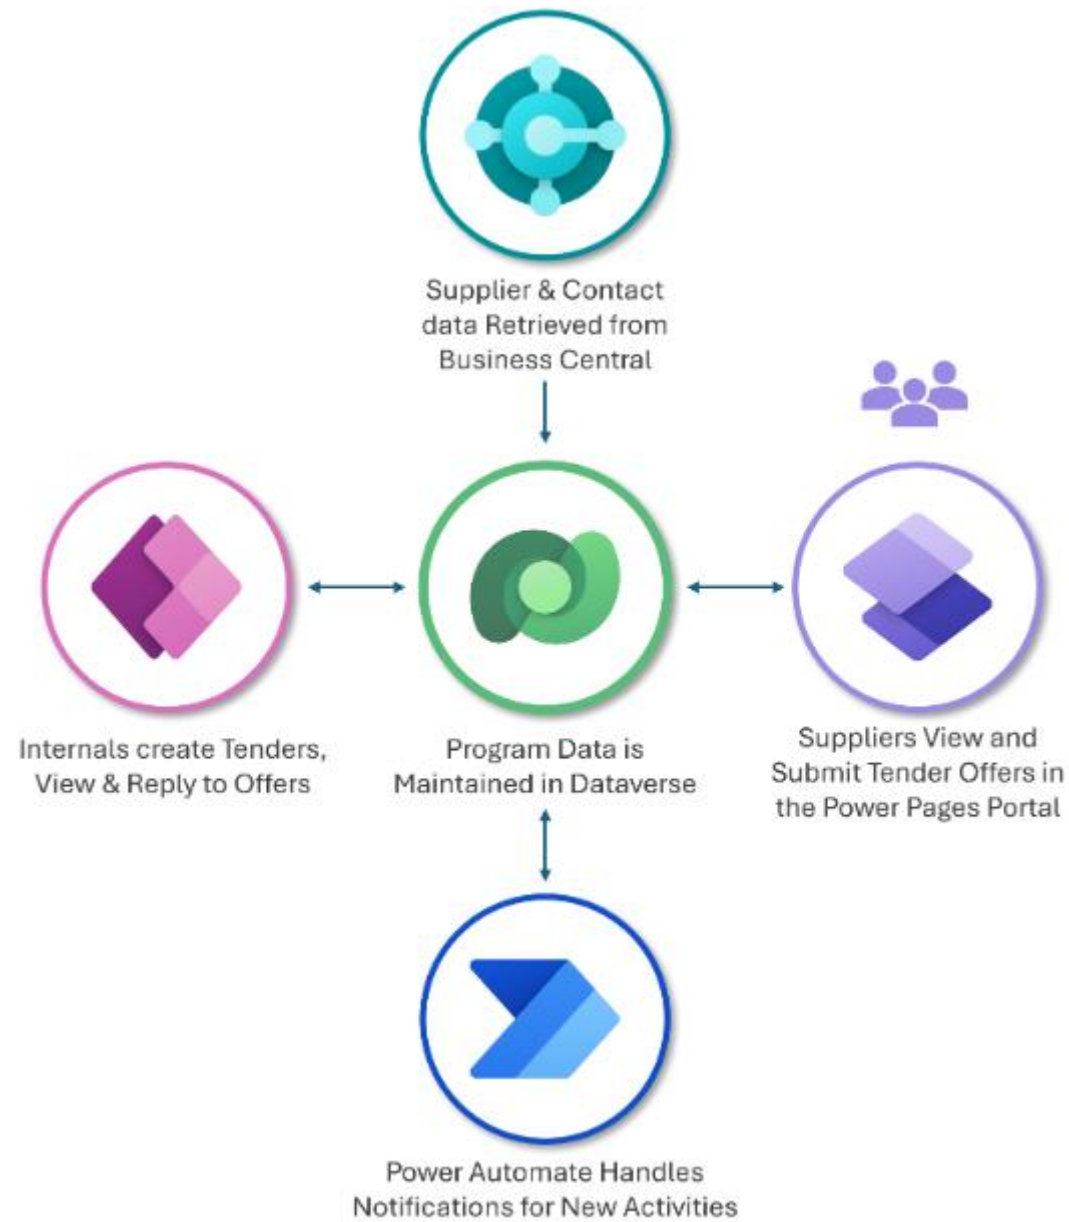 Supplier & Contact
data Retrieved from
Business Central
Internals create Tenders,
View & Reply to Offers
Program Data is
Maintained in Dataverse
Suppliers View and
Submit Tender Offers in
the Power Pages Portal
Power Automate Handles
Notifications for New Activities